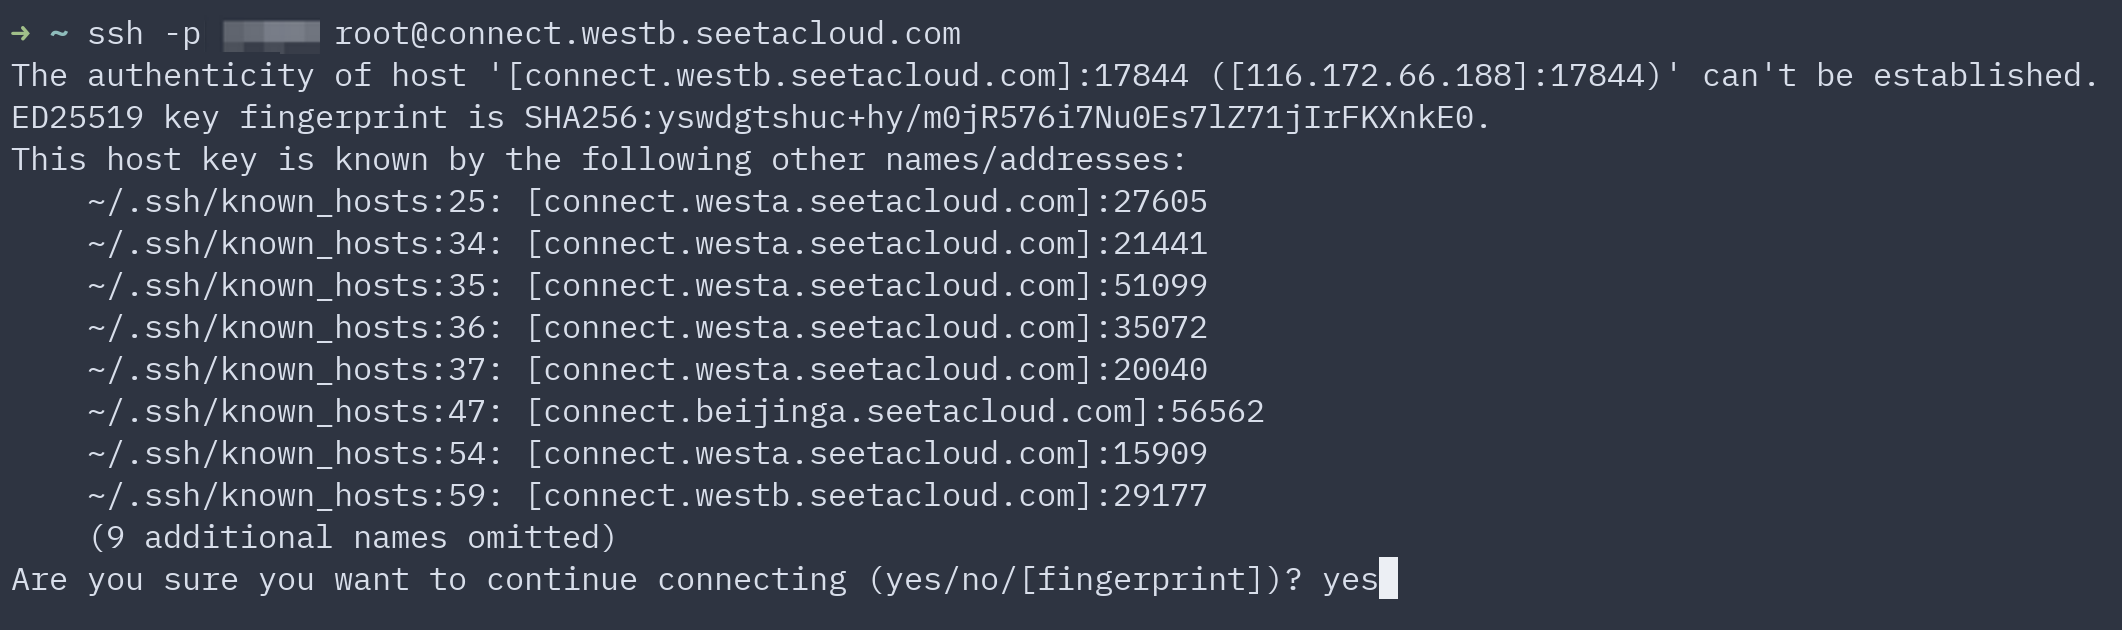 ➜ ~ ssh -p root@connect.westb.seetacloud.com
The authenticity of host '[connect.westb.seetacloud.com]:17844 ([116.172.66.188]:17844)' can't be established.
ED25519 key fingerprint is SHA256:yswdgtshuc+hy/m0jR576i7Nu0Es7lZ71jIrFKXnkE0.
This host key is known by the following other names/addresses:
    ~/.ssh/known_hosts:25: [connect.westa.seetacloud.com]:27605
    ~/.ssh/known_hosts:34: [connect.westa.seetacloud.com]:21441
    ~/.ssh/known_hosts:35: [connect.westa.seetacloud.com]:51099
    ~/.ssh/known_hosts:36: [connect.westa.seetacloud.com]:35072
    ~/.ssh/known_hosts:37: [connect.westa.seetacloud.com]:20040
    ~/.ssh/known_hosts:47: [connect.beijinga.seetacloud.com]:56562
    ~/.ssh/known_hosts:54: [connect.westa.seetacloud.com]:15909
    ~/.ssh/known_hosts:59: [connect.westb.seetacloud.com]:29177
    (9 additional names omitted)
Are you sure you want to continue connecting (yes/no/[fingerprint])? yes